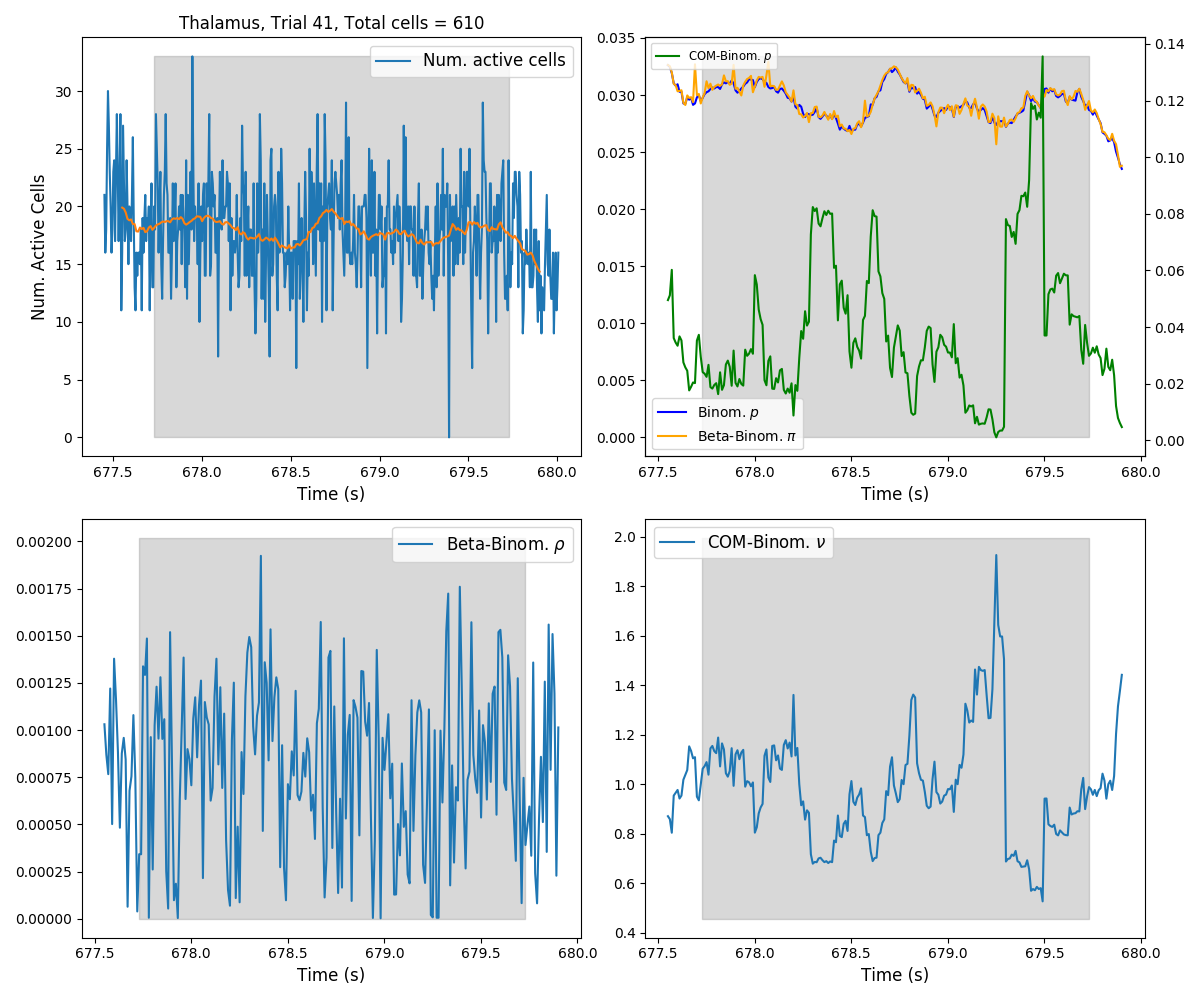 Thalamus, Trial 41, Total cells = 610
Num. active cells
30
25
20
15
10
5
0
Num. Active Cells
677.5 678.0 678.5 679.0 679.5 680.0
Time (s)
COM-Binom. p
0.035
0.030
0.025
0.020
0.015
0.010
0.005
0.000
0.14
0.12
0.10
0.08
0.06
0.04
0.02
0.00
Binom. p
Beta-Binom. π
677.5 678.0 678.5 679.0 679.5 680.0
Time (s)
Beta-Binom. ρ
0.00200
0.00175
0.00150
0.00125
0.00100
0.00075
0.00050
0.00025
0.00000
677.5 678.0 678.5 679.0 679.5 680.0
Time (s)
COM-Binom. ν
2.0
1.8
1.6
1.4
1.2
1.0
0.8
0.6
0.4
677.5 678.0 678.5 679.0 679.5 680.0
Time (s)